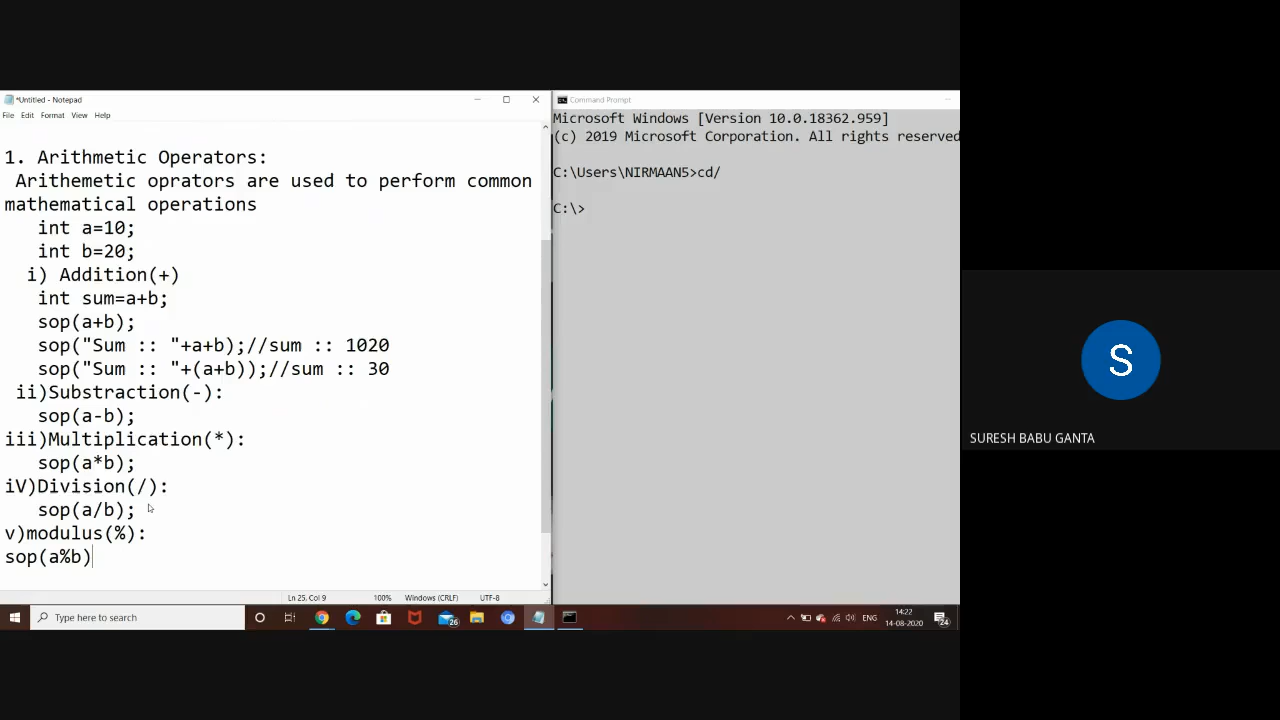 *Untitled - Notepad
File Edit Format View Help
1. Arithmetic Operators:
Arithemetic oprators are used to perform common
mathematical operations
int a=10;
int b=20;
i) Addition(+)
int sum=a+b;
sop(a+b);
sop("Sum :: "+a+b);//sum :: 1020
sop("Sum :: "+(a+b));//sum :: 30
ii)Substraction(-):
sop(a-b);
iii)Multiplication(*):
sop(a*b);
iV)Division(/):
sop(a/b);
v)modulus(%):
sop(a%b)
Ln 25, Col 9 100% Windows (CRLF) UTF-8
Command Prompt
Microsoft Windows [Version 10.0.18362.959]
(c) 2019 Microsoft Corporation. All rights reserved
C:\Users\NIRMAAN5>cd/
C:\>
Type here to search
26
ENG
14:22
14-08-2020
24
S
SURESH BABU GANTA